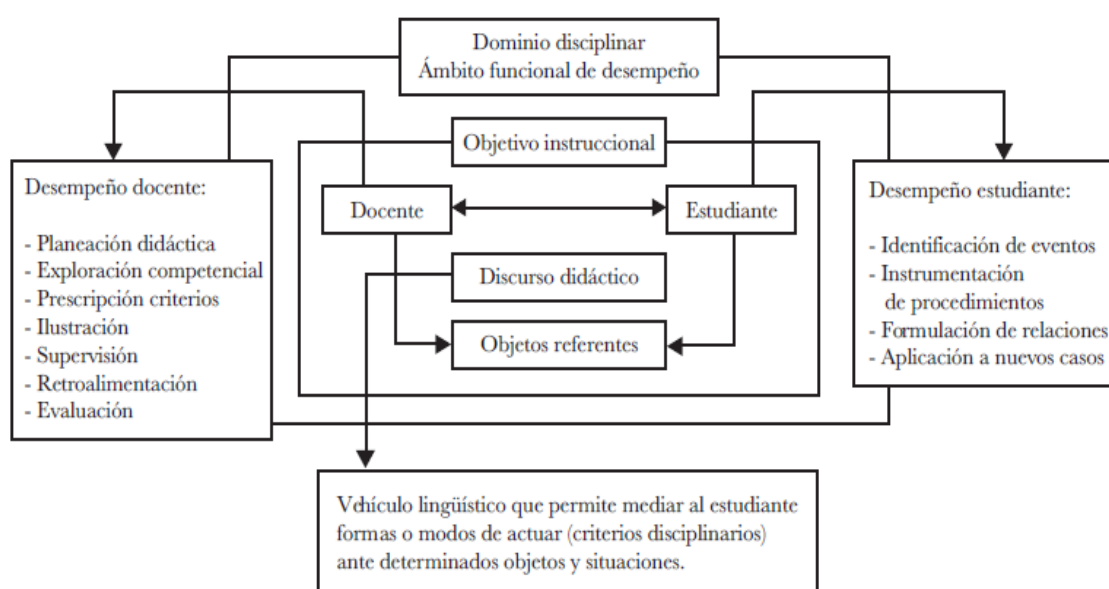 Dominio disciplinar
Ámbito funcional de desempeño
Objetivo instruccional
Desempeño docente:
- Planeación didáctica
- Exploración competencial
- Prescripción criterios
- Ilustración
- Supervisión
- Retroalimentación
- Evaluación
Docente
Estudiante
Discurso didáctico
Objetos referentes
Desempeño estudiante:
- Identificación de eventos
- Instrumentación
de procedimientos
- Formulación de relaciones
- Aplicación a nuevos casos
Vehículo lingüístico que permite mediar al estudiante
formas o modos de actuar (criterios disciplinarios)
ante determinados objetos y situaciones.